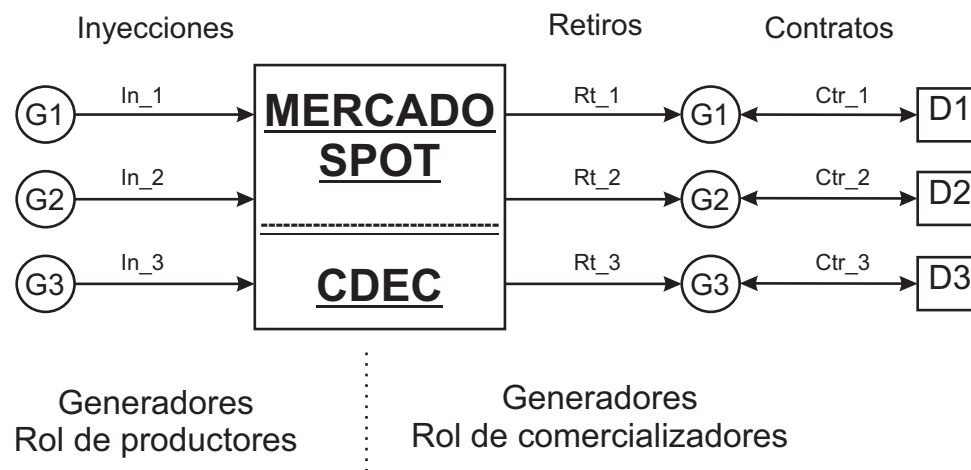 Inyecciones
Retiros
Contratos
G1
In_1
MERCADO
SPOT
Rt_1
G1
Ctr_1
D1
G2
In_2
Rt_2
G2
Ctr_2
D2
G3
In_3
CDEC
Rt_3
G3
Ctr_3
D3
Generadores
Rol de productores
Generadores
Rol de comercializadores